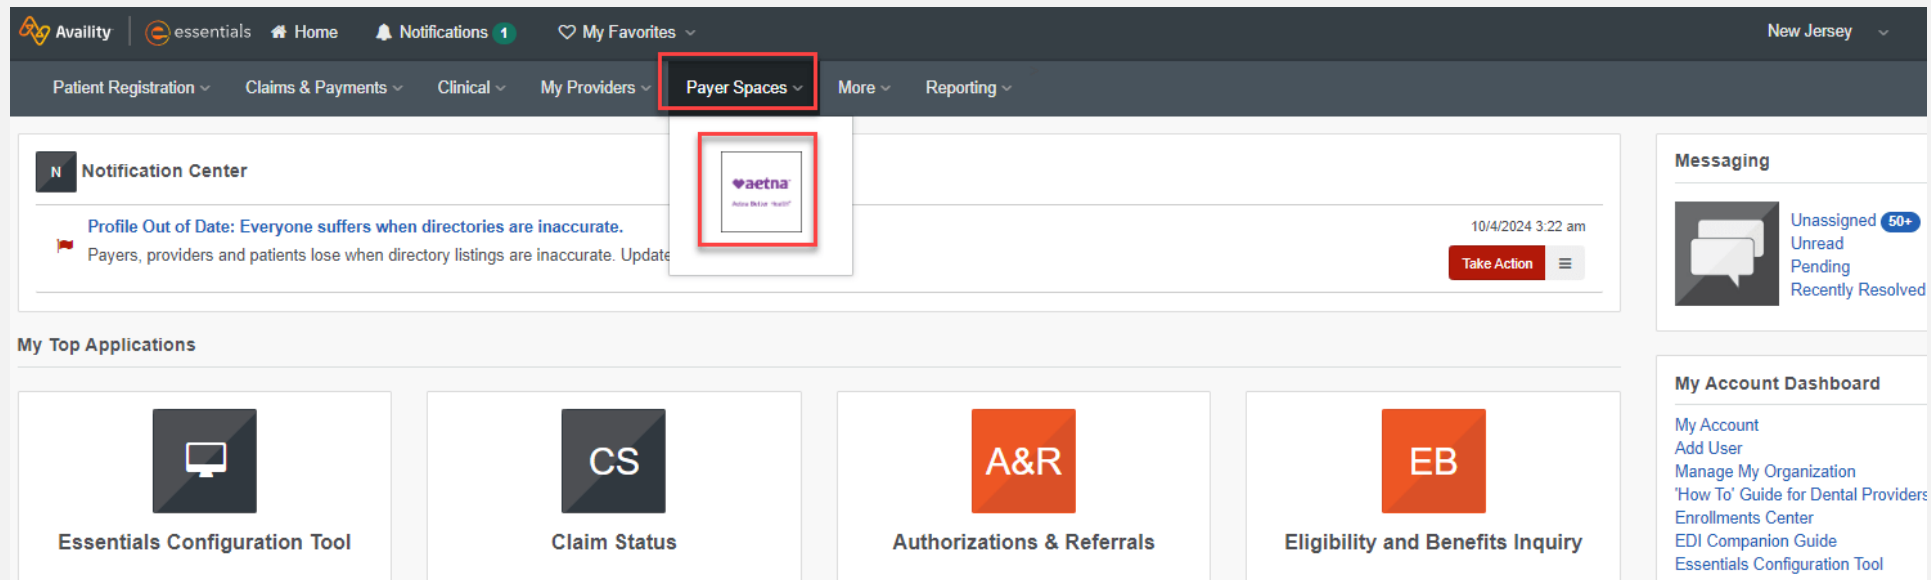 Availity essentials Home Notifications 1 My Favorites New Jersey
Patient Registration Claims & Payments Clinical My Providers Payer Spaces More Reporting
aetna
Aetna Better Health
N Notification Center
Profile Out of Date: Everyone suffers when directories are inaccurate.
10/4/2024 3:22 am
Payers, providers and patients lose when directory listings are inaccurate. Update
Take Action
Messaging
Unassigned 50+
Unread
Pending
Recently Resolved
My Top Applications
Essentials Configuration Tool
CS
Claim Status
A&R
Authorizations & Referrals
EB
Eligibility and Benefits Inquiry
My Account Dashboard
My Account
Add User
Manage My Organization
'How To' Guide for Dental Providers
Enrollments Center
EDI Companion Guide
Essentials Configuration Tool